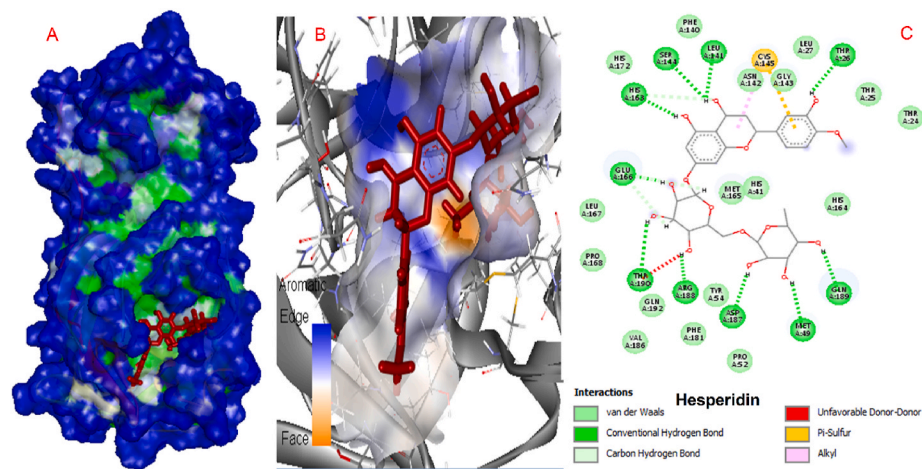 A
B
C
Aromatic
Edge
Face
PHE
A:140
LEU
A:27
SER
A:144
LEU
A:141
CYS
A:145
THR
A:26
HIS
A:172
ASN
A:142
GLY
A:143
HIS
A:163
THR
A:25
THR
A:24
GLU
A:166
MET
A:165
HIS
A:41
LEU
A:167
HIS
A:164
PRO
A:168
THR
A:190
ARG
A:188
TYR
A:54
GLN
A:189
GLN
A:192
ASP
A:187
MET
A:49
VAL
A:186
PHE
A:181
PRO
A:52
Interactions
Hesperidin
van der Waals
Conventional Hydrogen Bond
Carbon Hydrogen Bond
Unfavorable Donor-Donor
Pi-Sulfur
Alkyl
H
H
H
H
H
H
H
H
H
H